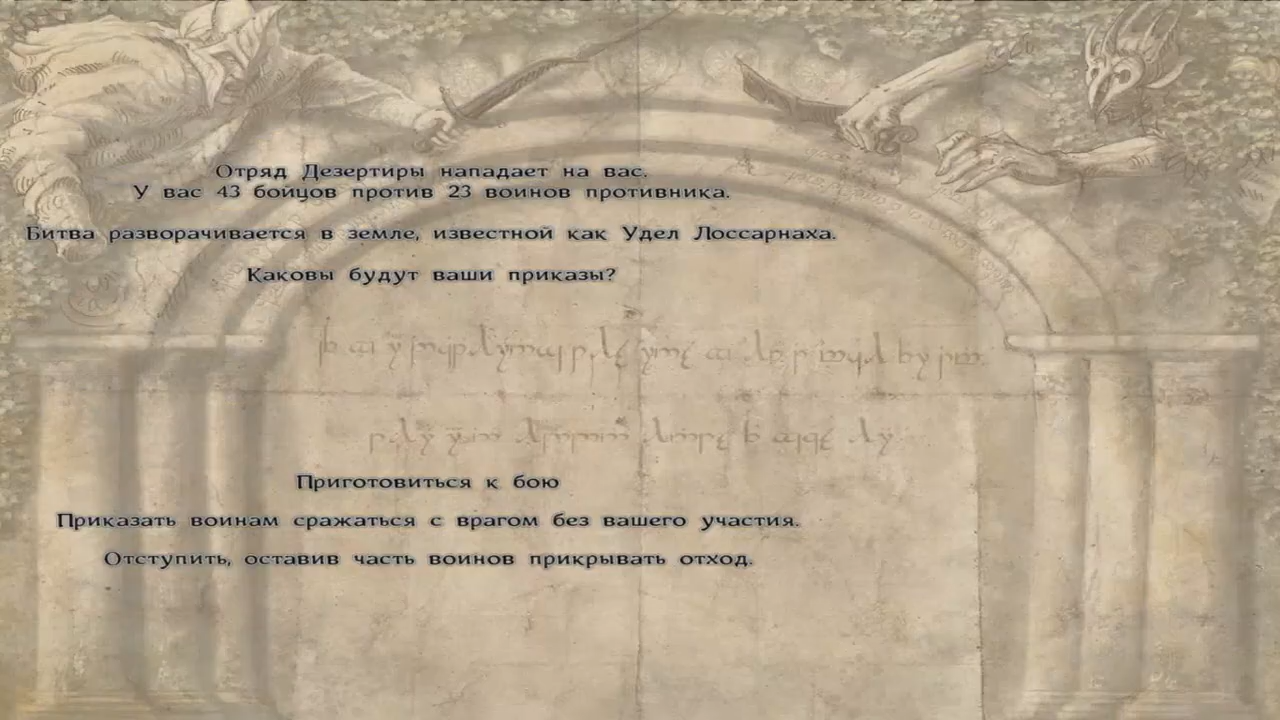 Отряд Дезертиры нападает на вас.
У вас 43 бойцов против 23 воинов противника.
Битва разворачивается в земле, известной как Удел Лоссарнаха.
Каковы будут ваши приказы?
Приготовиться к бою
Приказать воинам сражаться с врагом без вашего участия.
Отступить, оставив часть воинов прикрывать отход.